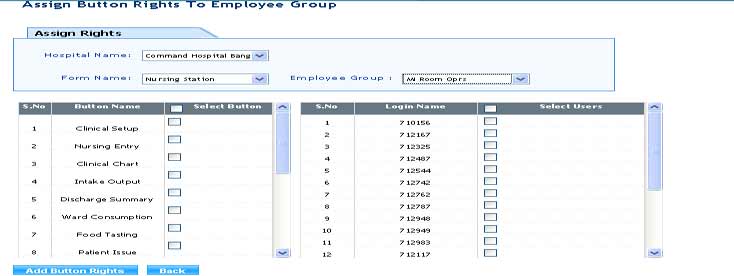 Assign Button Rights To Employee Group
Assign Rights
Hospital Name: Command Hospital Bang
Form Name: Nursing Station Employee Group : MI Room Oprs
S.No Button Name Select Button S.No Login Name Select Users
1 Clinical Setup 1 710156
2 Nursing Entry 2 712167
3 Clinical Chart 3 712325
4 Intake Output 4 712487
5 Discharge Summary 5 712544
6 Ward Consumption 6 712742
7 Food Tasting 7 712762
8 Patient Issue 8 712787
9 712948
10 712949
11 712983
12 712117
Add Button Rights Back